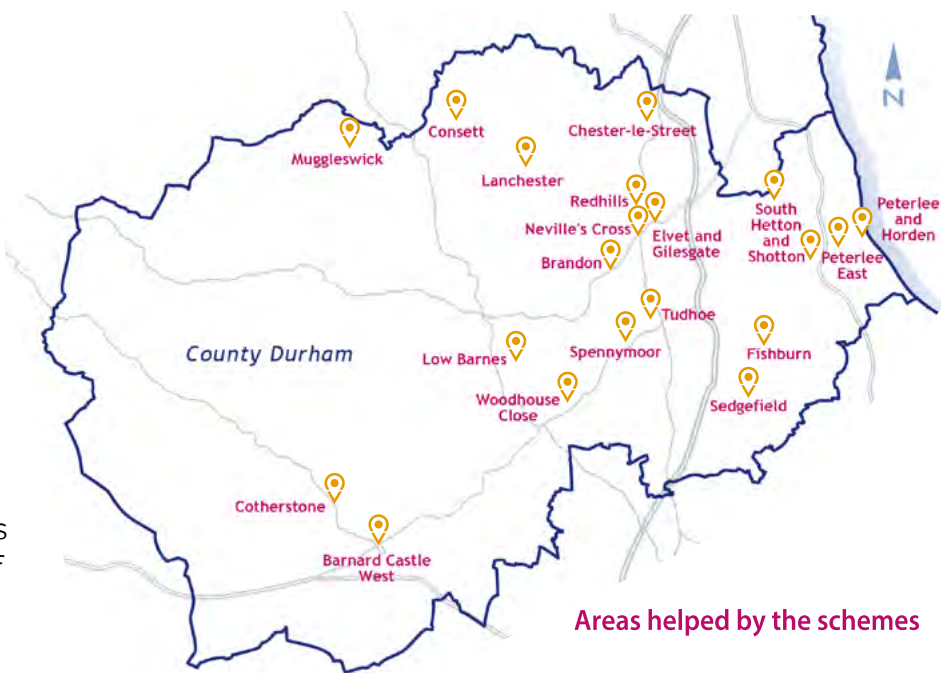 N
Consett
Chester-le-Street
Muggleswick
Lanchester
Redhills
Neville's Cross
Elvet and
Gilesgate
Brandon
South
Hetton
and
Shotton
Peterlee
and
Horden
Peterlee
East
Tudhoe
Spennymoor
Fishburn
County Durham
Low Barnes
Woodhouse
Close
Sedgefield
Cotherstone
Barnard Castle
West
S
Areas helped by the schemes